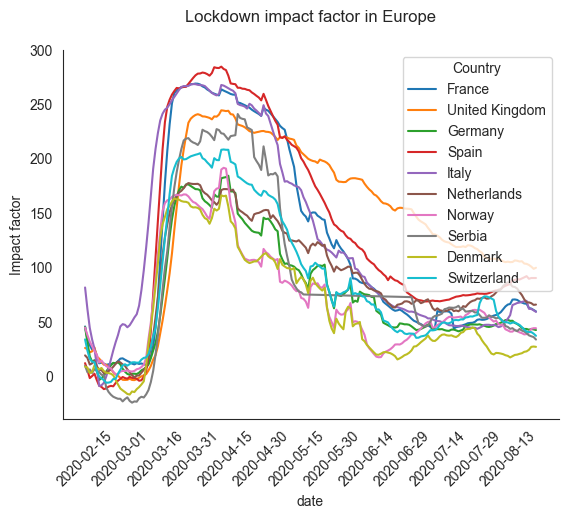 Lockdown impact factor in Europe
300
250
200
150
100
50
0
Impact factor
Country
France
United Kingdom
Germany
Spain
Italy
Netherlands
Norway
Serbia
Denmark
Switzerland
2020-02-15
2020-03-01
2020-03-16
2020-03-31
2020-04-15
2020-04-30
2020-05-15
2020-05-30
2020-06-14
2020-06-29
2020-07-14
2020-07-29
2020-08-13
date